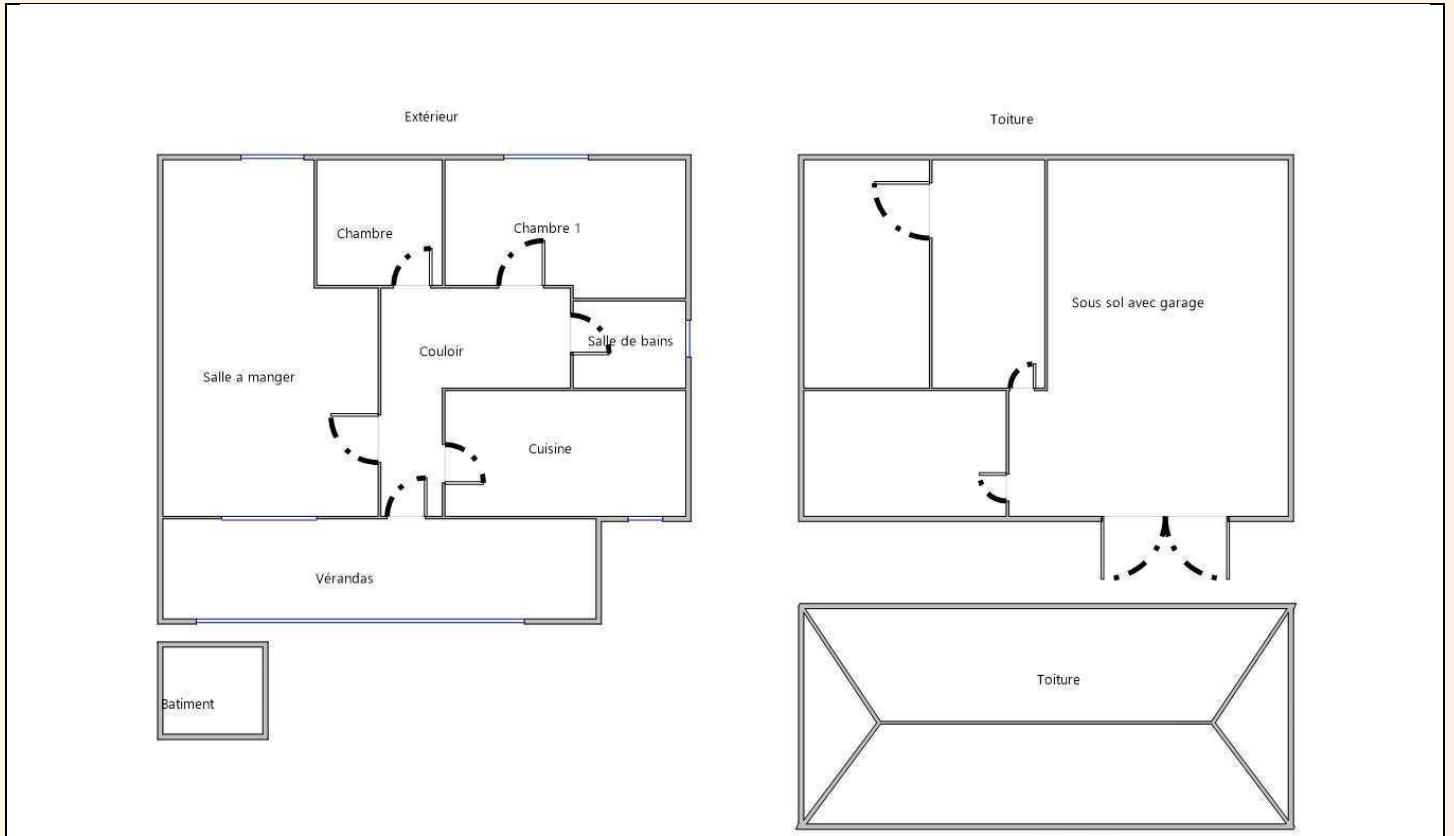 Extérieur
Toiture
Chambre
Chambre 1
Sous sol avec garage
Salle de bains
Couloir
Salle a manger
Cuisine
Vérandas
Toiture
Batiment